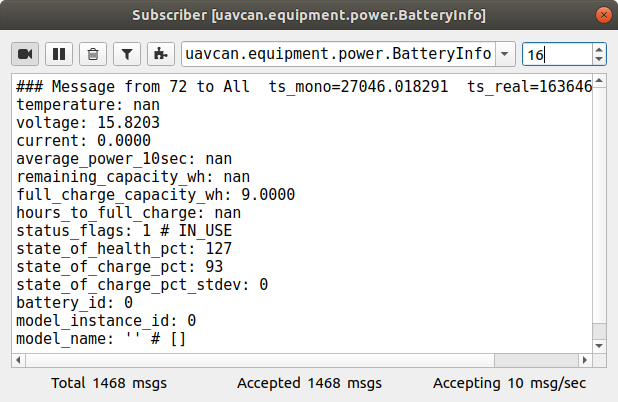 Subscriber [uavcan.equipment.power.BatteryInfo]
uavcan.equipment.power.BatteryInfo 16
### Message from 72 to All  ts_mono=27046.018291  ts_real=163646
temperature: nan
voltage: 15.8203
current: 0.0000
average_power_10sec: nan
remaining_capacity_wh: nan
full_charge_capacity_wh: 9.0000
hours_to_full_charge: nan
status_flags: 1 # IN_USE
state_of_health_pct: 127
state_of_charge_pct: 93
state_of_charge_pct_stdev: 0
battery_id: 0
model_instance_id: 0
model_name: '' # []
Total 1468 msgs Accepted 1468 msgs Accepting 10 msg/sec